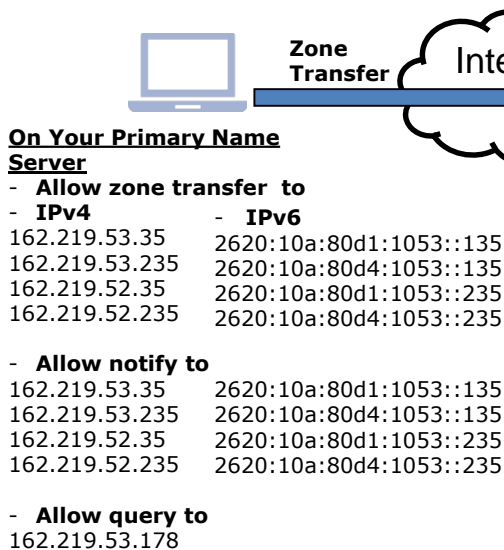 Zone
Transfer
On Your Primary Name
Server
- Allow zone transfer to
- IPv4 - IPv6
162.219.53.35 2620:10a:80d1:1053::135
162.219.53.235 2620:10a:80d4:1053::135
162.219.52.35 2620:10a:80d1:1053::235
162.219.52.235 2620:10a:80d4:1053::235
- Allow notify to
162.219.53.35 2620:10a:80d1:1053::135
162.219.53.235 2620:10a:80d4:1053::135
162.219.52.35 2620:10a:80d1:1053::235
162.219.52.235 2620:10a:80d4:1053::235
- Allow query to
162.219.53.178